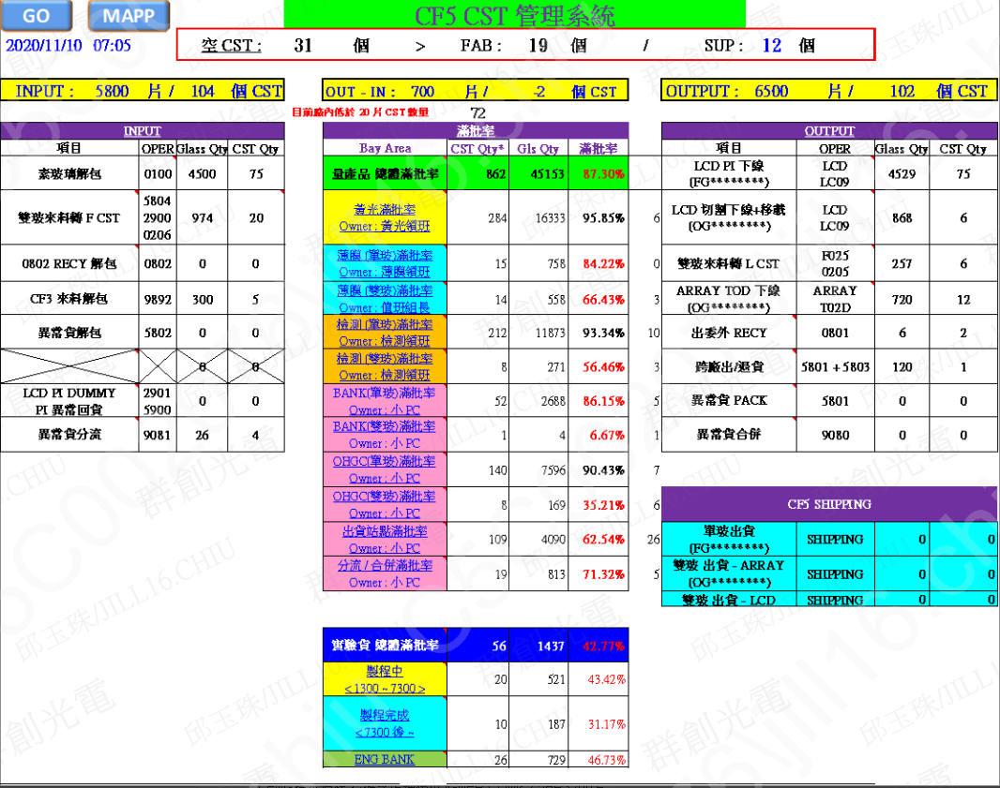 GO MAPP CF5 CST 管理系統
2020/11/10 07:05 空 CST : 31 個 > FAB : 19 個 / SUP : 12 個
INPUT : 5800 片 / 104 個 CST
OUT - IN : 700 片 / -2 個 CST
OUTPUT : 6500 片 / 102 個 CST
目前廠內低於 20 片 CST 數量 72
INPUT
項目 OPER Glass Qty CST Qty
素玻璃解包 0100 4500 75
雙玻來料轉 F CST 5804 2900 0206 974 20
0802 RECY 解包 0802 0 0
CF3 來料解包 9892 300 5
異常貨解包 5802 0 0
0 0
LCD PI DUMMY
PI 異常回貨 2901 5900 0 0
異常貨分流 9081 26 4
滿批率
Bay Area CST Qty* Gls Qty 滿批率
量產品 總體滿批率 862 45153 87.30%
黃光滿批率
Owner : 黃光領班 284 16333 95.85% 6
薄膜 (單玻)滿批率
Owner : 薄膜領班 15 758 84.22% 0
薄膜 (雙玻)滿批率
Owner : 值班組長 14 558 66.43% 3
檢測 (單玻)滿批率
Owner : 檢測領班 212 11873 93.34% 10
檢測 (雙玻)滿批率
Owner : 檢測領班 8 271 56.46% 3
BANK(單玻)滿批率
Owner : 小 PC 52 2688 86.15% 5
BANK(雙玻)滿批率
Owner : 小 PC 1 4 6.67% 1
OHGC(單玻)滿批率
Owner : 小 PC 140 7596 90.43% 7
OHGC(雙玻)滿批率
Owner : 小 PC 8 169 35.21% 6
出貨站點滿批率
Owner : 小 PC 109 4090 62.54% 26
分流 / 合併滿批率
Owner : 小 PC 19 813 71.32% 5
實驗貨 總體滿批率 56 1437 42.77%
製程中
< 1300 ~ 7300 > 20 521 43.42%
製程完成
< 7300 後 ~ 10 187 31.17%
ENG BANK 26 729 46.73%
OUTPUT
項目 OPER Glass Qty CST Qty
LCD PI 下線
(FG********) LCD LC09 4529 75
LCD 切割下線+移載
(OG********) LCD LC09 868 6
雙玻來料轉 L CST F025 0205 257 6
ARRAY TOD 下線
(OG********) ARRAY T02D 720 12
出委外 RECY 0801 6 2
跨廠出/退貨 5801 + 5803 120 1
異常貨 PACK 5801 0 0
異常貨合併 9080 0 0
CF5 SHIPPING
單玻出貨
(FG********) SHIPPING 0 0
雙玻 出貨 - ARRAY
(OG********) SHIPPING 0 0
雙玻 出貨 - LCD SHIPPING 0 0
群創光電
邱玉珠/JILL16.CHIU